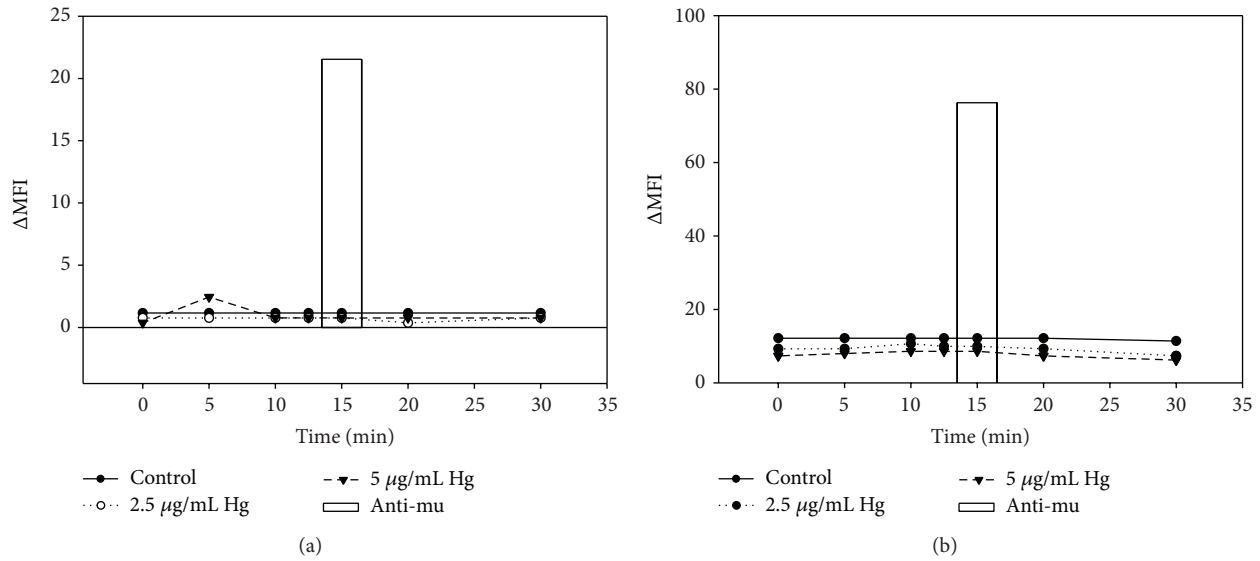 25
20
15
10
5
0
ΔMFI
0 5 10 15 20 25 30 35
Time (min)
Control
5 μg/mL Hg
2.5 μg/mL Hg
Anti-mu
(a)
100
80
60
40
20
0
ΔMFI
0 5 10 15 20 25 30 35
Time (min)
Control
5 μg/mL Hg
2.5 μg/mL Hg
Anti-mu
(b)